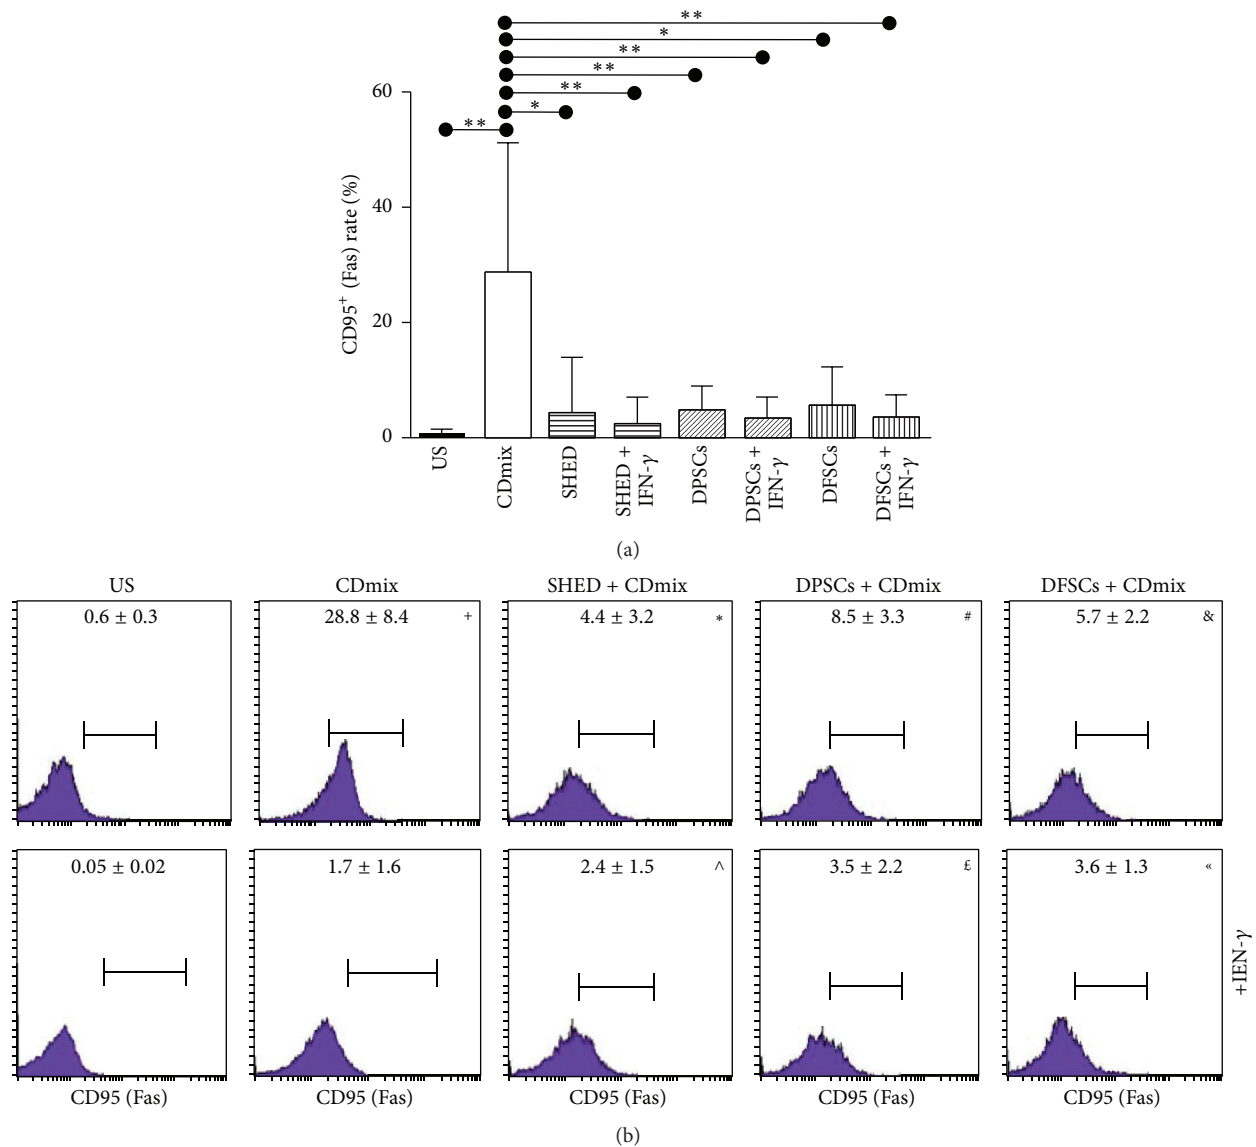 **
*
**
**
**
*
**
60
40
20
0
CD95⁺ (Fas) rate (%)
US
CDmix
SHED
SHED +
IFN-γ
DPSCs
DPSCs +
IFN-γ
DFSCs
DFSCs +
IFN-γ
(a)
US CDmix SHED + CDmix DPSCs + CDmix DFSCs + CDmix
0.6 ± 0.3 28.8 ± 8.4 + 4.4 ± 3.2 * 8.5 ± 3.3 # 5.7 ± 2.2 &
0.05 ± 0.02 1.7 ± 1.6 2.4 ± 1.5 ^ 3.5 ± 2.2 £ 3.6 ± 1.3 «
+IEN-γ
CD95 (Fas) CD95 (Fas) CD95 (Fas) CD95 (Fas) CD95 (Fas)
(b)